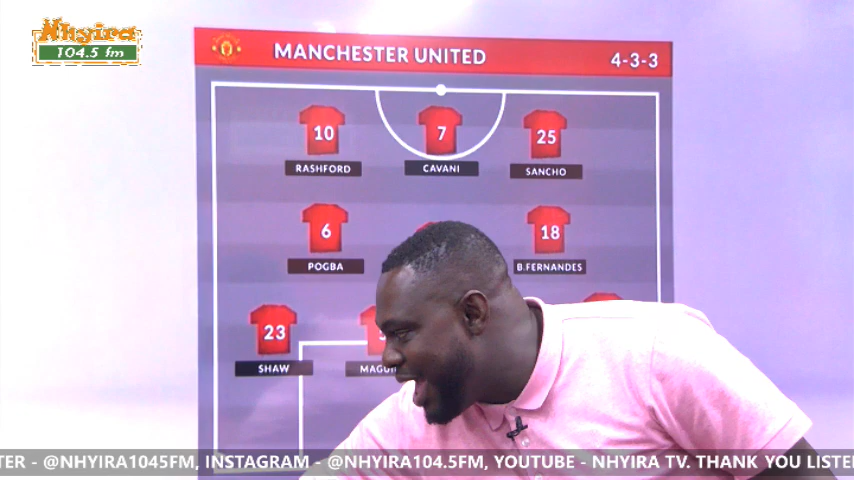 Nhyira
104.5 fm
MANCHESTER UNITED
4-3-3
10
7
25
RASHFORD
CAVANI
SANCHO
6
18
POGBA
B.FERNANDES
23
SHAW
MAGUI
TER - @NHYIRA1045FM, INSTAGRAM - @NHYIRA104.5FM, YOUTUBE - NHYIRA TV. THANK YOU LISTE